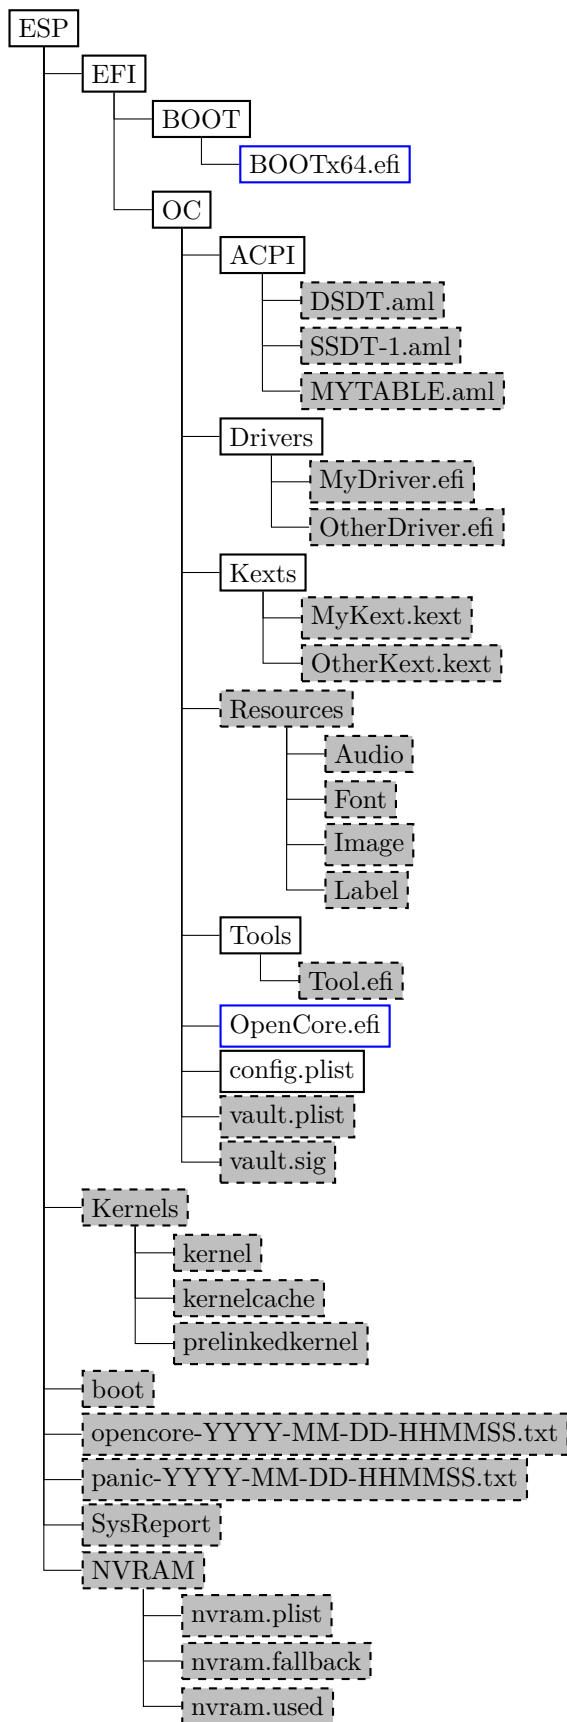 ESP
EFI
BOOT
BOOTx64.efi
OC
ACPI
DSDT.aml
SSDT-1.aml
MYTABLE.aml
Drivers
MyDriver.efi
OtherDriver.efi
Kexts
MyKext.kext
OtherKext.kext
Resources
Audio
Font
Image
Label
Tools
Tool.efi
OpenCore.efi
config.plist
vault.plist
vault.sig
Kernels
kernel
kernelcache
prelinkedkernel
boot
opencore-YYYY-MM-DD-HHMMSS.txt
panic-YYYY-MM-DD-HHMMSS.txt
SysReport
NVRAM
nvram.plist
nvram.fallback
nvram.used